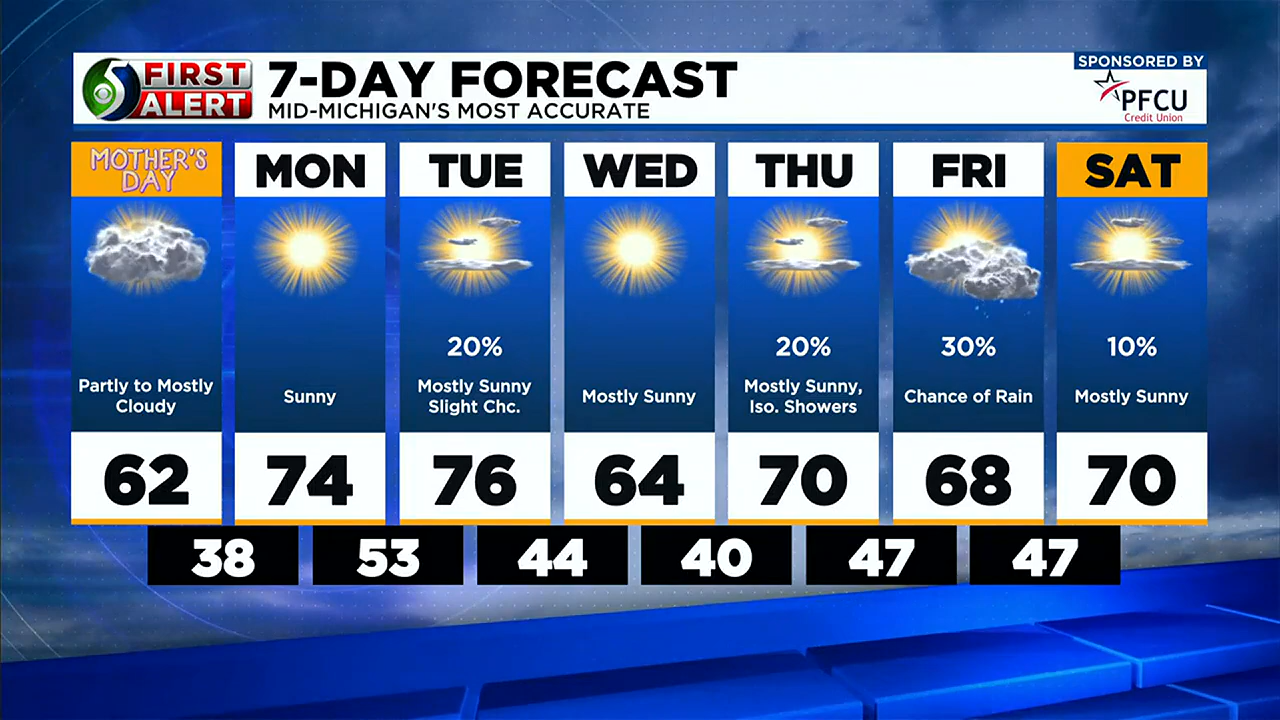 5 FIRST
ALERT
7-DAY FORECAST
MID-MICHIGAN'S MOST ACCURATE
SPONSORED BY
PFCU
Credit Union
MOTHER'S
DAY
MON
TUE
WED
THU
FRI
SAT
20%
20%
30%
10%
Partly to Mostly
Cloudy
Sunny
Mostly Sunny
Slight Chc.
Mostly Sunny
Mostly Sunny,
Iso. Showers
Chance of Rain
Mostly Sunny
62
74
76
64
70
68
70
38
53
44
40
47
47